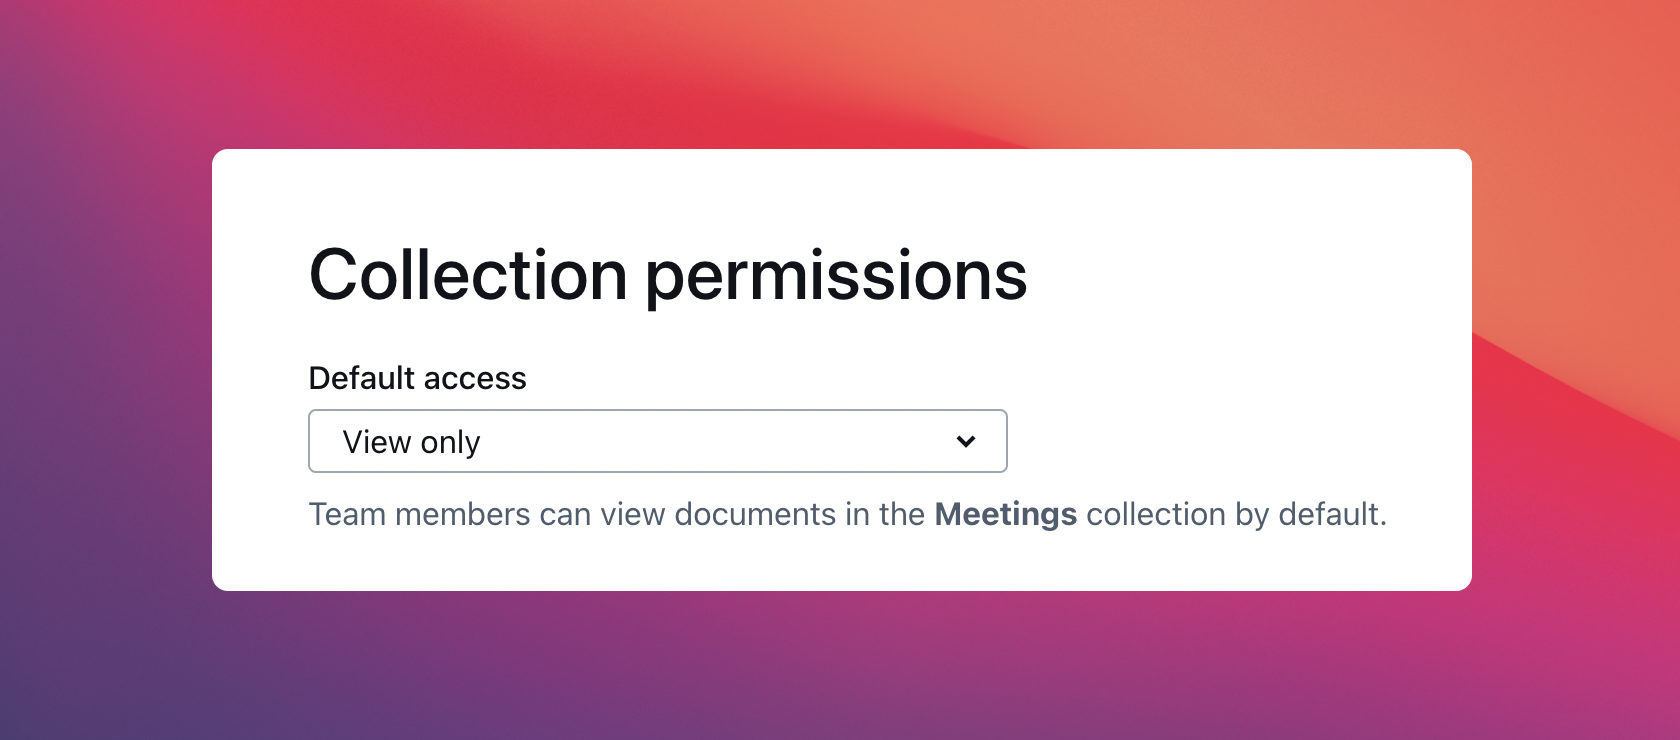 Collection permissions
Default access
View only
Team members can view documents in the Meetings collection by default.